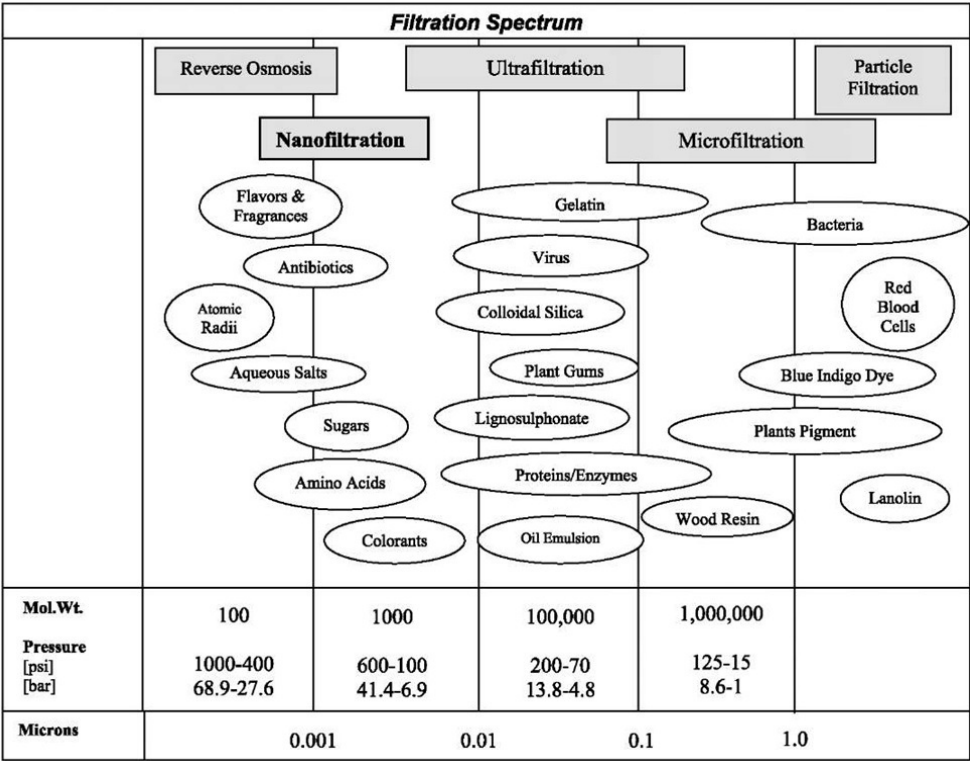 Filtration Spectrum
Reverse Osmosis
Ultrafiltration
Particle
Filtration
Nanofiltration
Microfiltration
Flavors &
Fragrances
Gelatin
Bacteria
Antibiotics
Virus
Atomic
Radii
Colloidal Silica
Red
Blood
Cells
Aqueous Salts
Plant Gums
Blue Indigo Dye
Sugars
Lignosulphonate
Plants Pigment
Amino Acids
Proteins/Enzymes
Lanolin
Wood Resin
Colorants
Oil Emulsion
Mol.Wt. 100 1000 100,000 1,000,000
Pressure
[psi] 1000-400 600-100 200-70 125-15
[bar] 68.9-27.6 41.4-6.9 13.8-4.8 8.6-1
Microns 0.001 0.01 0.1 1.0